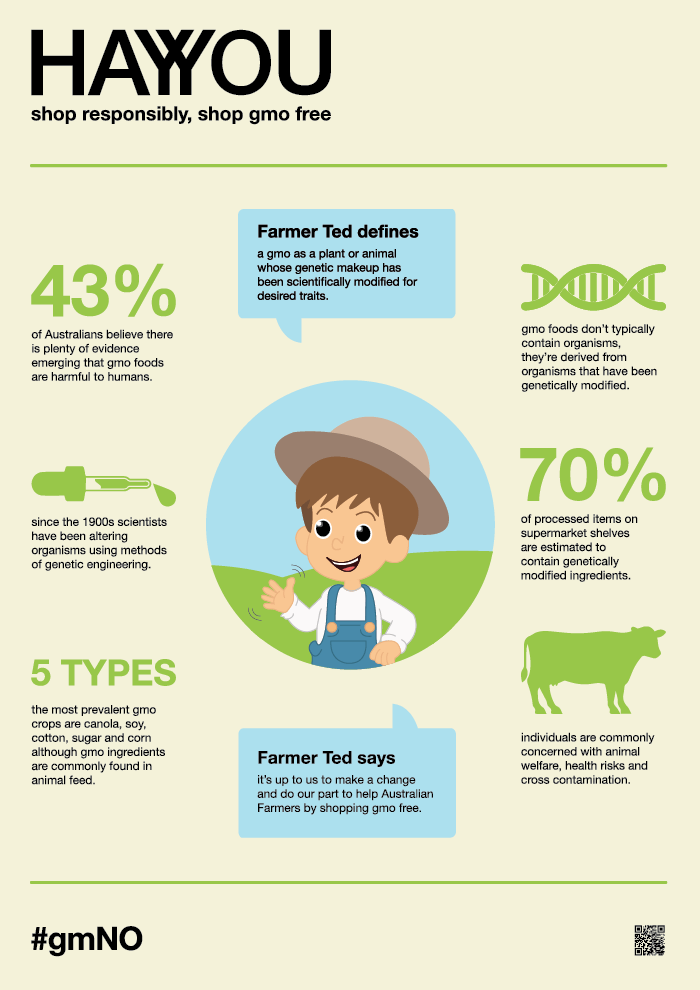 HAYYOU
shop responsibly, shop gmo free
Farmer Ted defines
a gmo as a plant or animal
whose genetic makeup has
been scientifically modified for
desired traits.
43%
of Australians believe there
is plenty of evidence
emerging that gmo foods
are harmful to humans.
gmo foods don't typically
contain organisms,
they're derived from
organisms that have been
genetically modified.
since the 1900s scientists
have been altering
organisms using methods
of genetic engineering.
70%
of processed items on
supermarket shelves
are estimated to
contain genetically
modified ingredients.
5 TYPES
the most prevalent gmo
crops are canola, soy,
cotton, sugar and corn
although gmo ingredients
are commonly found in
animal feed.
individuals are commonly
concerned with animal
welfare, health risks and
cross contamination.
Farmer Ted says
it's up to us to make a change
and do our part to help Australian
Farmers by shopping gmo free.
#gmNO